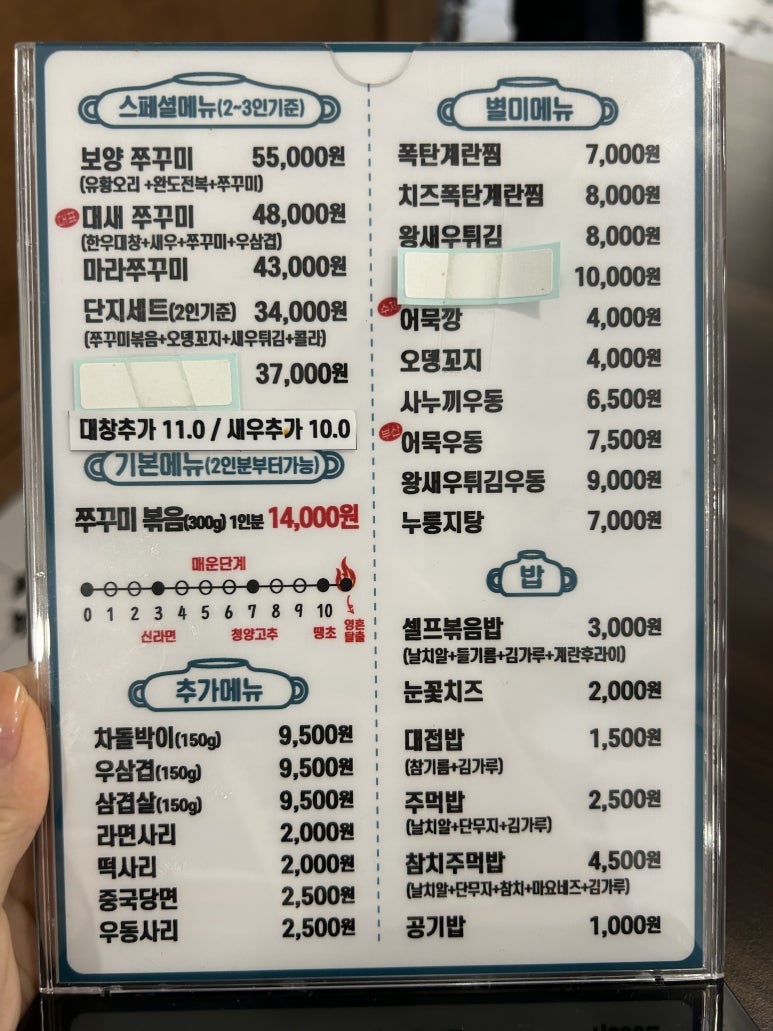 스페셜메뉴(2~3인기준)
보양 쭈꾸미 55,000원
(유황오리+완도전복+쭈꾸미)
대표 대새 쭈꾸미 48,000원
(한우대창+새우+쭈꾸미+우삼겹)
마라쭈꾸미 43,000원
단지세트(2인기준) 34,000원
(쭈꾸미볶음+오뎅꼬지+새우튀김+콜라)
37,000원
대창추가 11.0 / 새우추가 10.0
기본메뉴(2인분부터가능)
쭈꾸미 볶음(300g) 1인분 14,000원
매운단계
0 1 2 3 4 5 6 7 8 9 10 영혼탈출
신라면 청양고추 땡초
추가메뉴
차돌박이(150g) 9,500원
우삼겹(150g) 9,500원
삼겹살(150g) 9,500원
라면사리 2,000원
떡사리 2,000원
중국당면 2,500원
우동사리 2,500원
별미메뉴
폭탄계란찜 7,000원
치즈폭탄계란찜 8,000원
왕새우튀김 8,000원
10,000원
수제 어묵깡 4,000원
오뎅꼬지 4,000원
사누끼우동 6,500원
부산 어묵우동 7,500원
왕새우튀김우동 9,000원
누룽지탕 7,000원
밥
셀프볶음밥 3,000원
(날치알+들기름+김가루+계란후라이)
눈꽃치즈 2,000원
대접밥 1,500원
(참기름+김가루)
주먹밥 2,500원
(날치알+단무지+김가루)
참치주먹밥 4,500원
(날치알+단무지+참치+마요네즈+김가루)
공기밥 1,000원